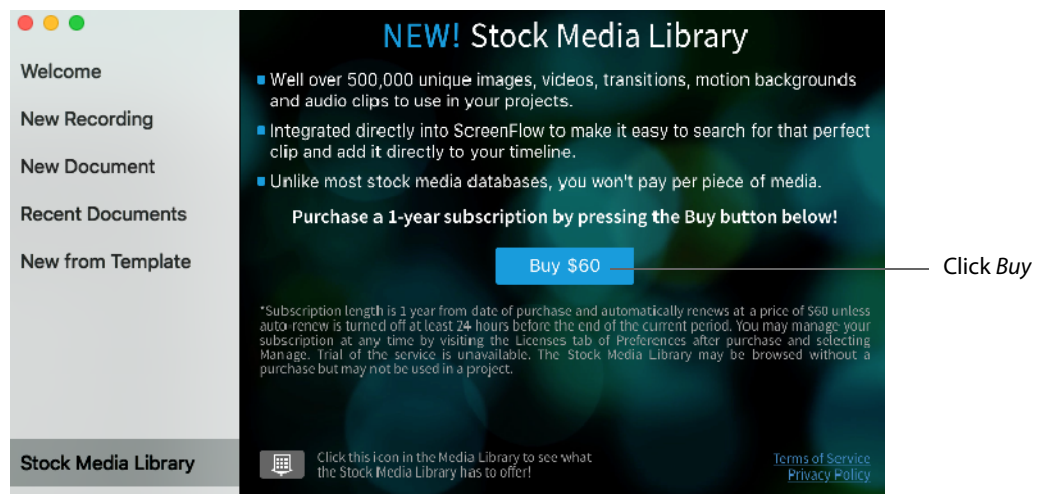 Welcome
New Recording
New Document
Recent Documents
New from Template
Stock Media Library
NEW! Stock Media Library
Well over 500,000 unique images, videos, transitions, motion backgrounds
and audio clips to use in your projects.
Integrated directly into ScreenFlow to make it easy to search for that perfect
clip and add it directly to your timeline.
Unlike most stock media databases, you won't pay per piece of media.
Purchase a 1-year subscription by pressing the Buy button below!
Buy $60
Click Buy
*Subscription length is 1 year from date of purchase and automatically renews at a price of $60 unless
auto-renew is turned off at least 24 hours before the end of the current period. You may manage your
subscription at any time by visiting the Licenses tab of Preferences after purchase and selecting
Manage. Trial of the service is unavailable. The Stock Media Library may be browsed without a
purchase but may not be used in a project.
Click this icon in the Media Library to see what
the Stock Media Library has to offer!
Terms of Service
Privacy Policy